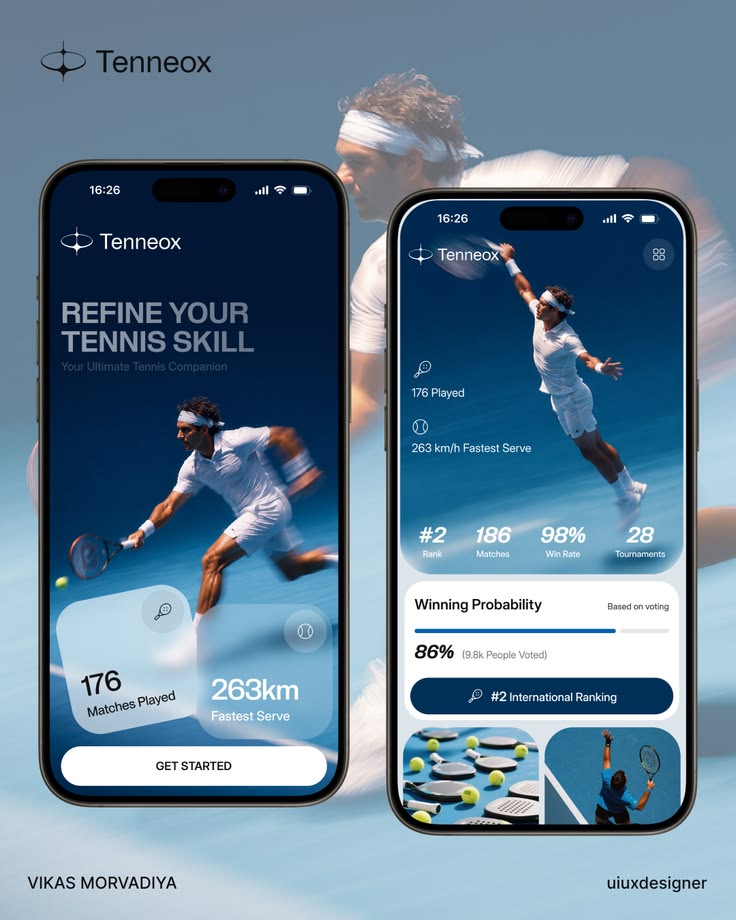 Tenneox
16:26
Tenneox
REFINE YOUR
TENNIS SKILL
Your Ultimate Tennis Companion
176
Matches Played
263km
Fastest Serve
GET STARTED
16:26
Tenneox
176 Played
263 km/h Fastest Serve
#2 186 98% 28
Rank Matches Win Rate Tournaments
Winning Probability Based on voting
86% (9.8k People Voted)
#2 International Ranking
VIKAS MORVADIYA uiuxdesigner